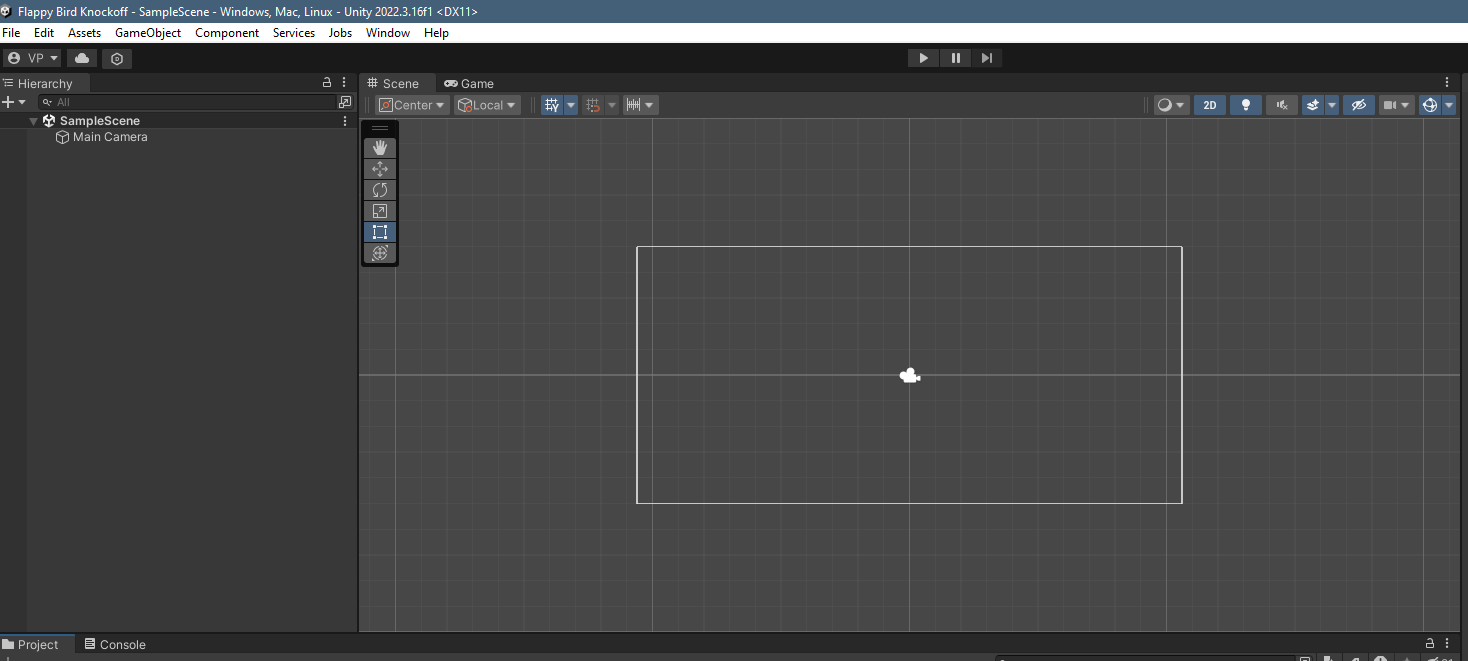 Flappy Bird Knockoff - SampleScene - Windows, Mac, Linux - Unity 2022.3.16f1 <DX11>
File Edit Assets GameObject Component Services Jobs Window Help
VP
Hierarchy
All
SampleScene
Main Camera
Scene Game
Center Local 2D
Project Console